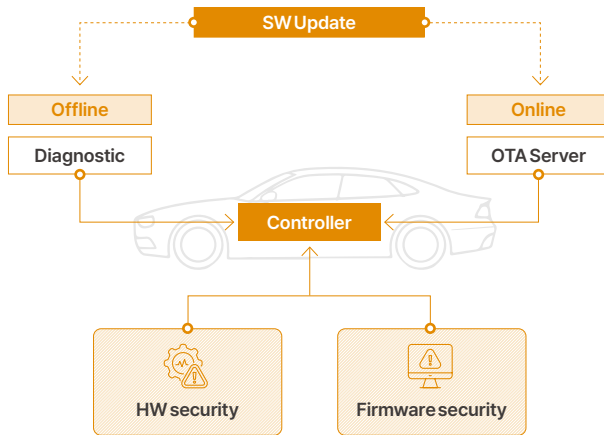 SW Update
Offline
Online
Diagnostic
OTA Server
Controller
HW security
Firmware security